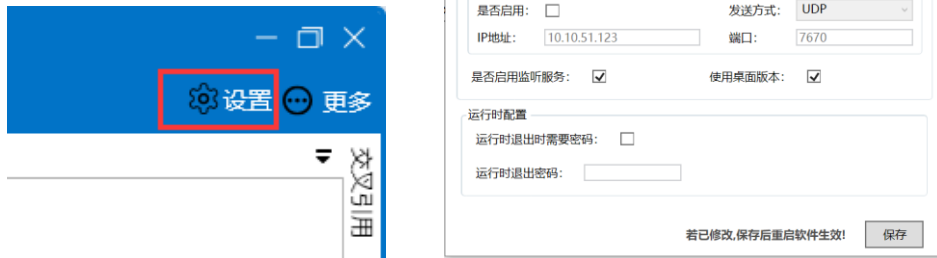 设置 更多
交叉引用
是否启用： 发送方式： UDP
IP地址： 10.10.51.123 端口： 7670
是否启用监听服务： 使用桌面版本：
运行时配置
运行时退出时需要密码：
运行时退出密码：
若已修改,保存后重启软件生效! 保存